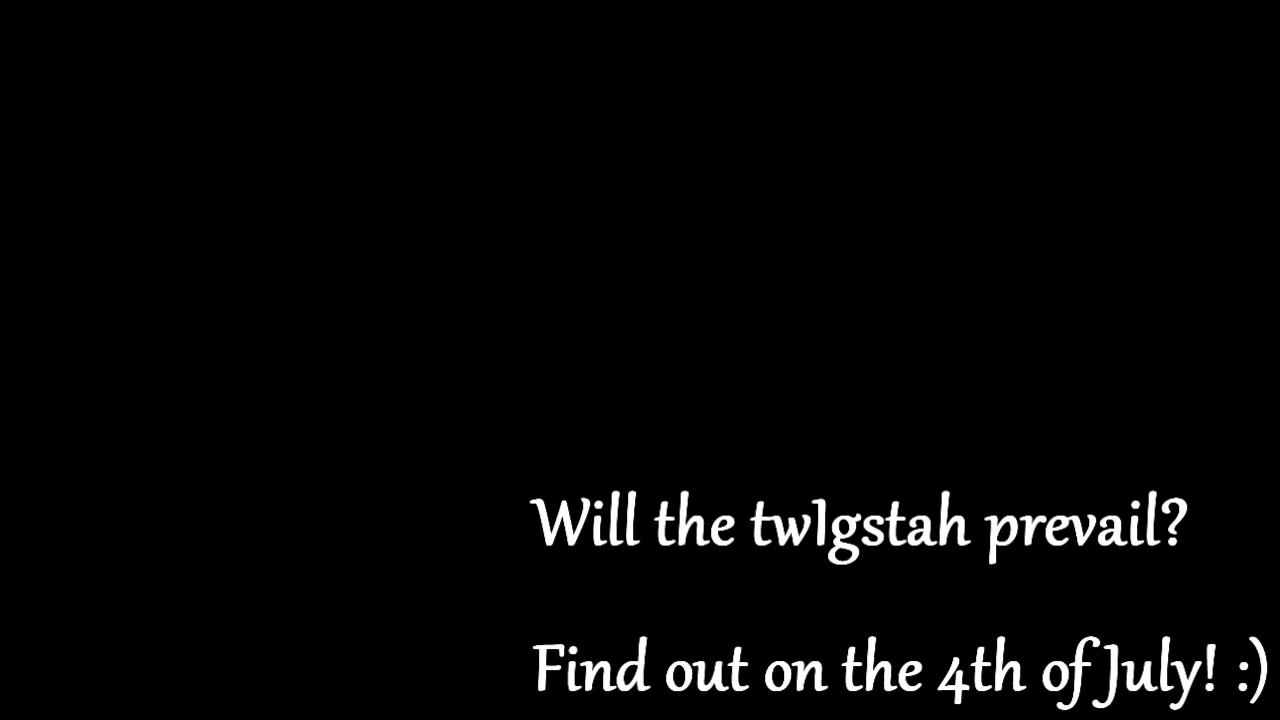 Will the tw1gstah prevail?
Find out on the 4th of July! :)